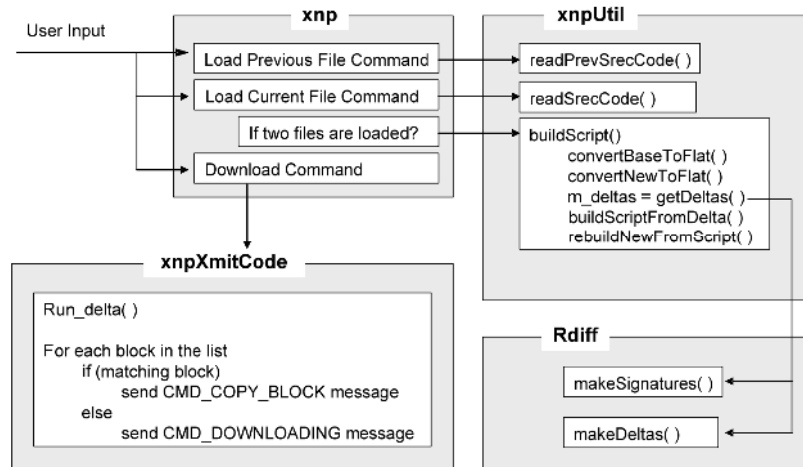 User Input
xnp
Load Previous File Command
Load Current File Command
If two files are loaded?
Download Command
xnpUtil
readPrevSrecCode( )
readSrecCode( )
buildScript()
convertBaseToFlat( )
convertNewToFlat( )
m_deltas = getDeltas( )
buildScriptFromDelta( )
rebuildNewFromScript( )
xnpXmitCode
Run_delta( )
For each block in the list
if (matching block)
send CMD_COPY_BLOCK message
else
send CMD_DOWNLOADING message
Rdiff
makeSignatures( )
makeDeltas( )